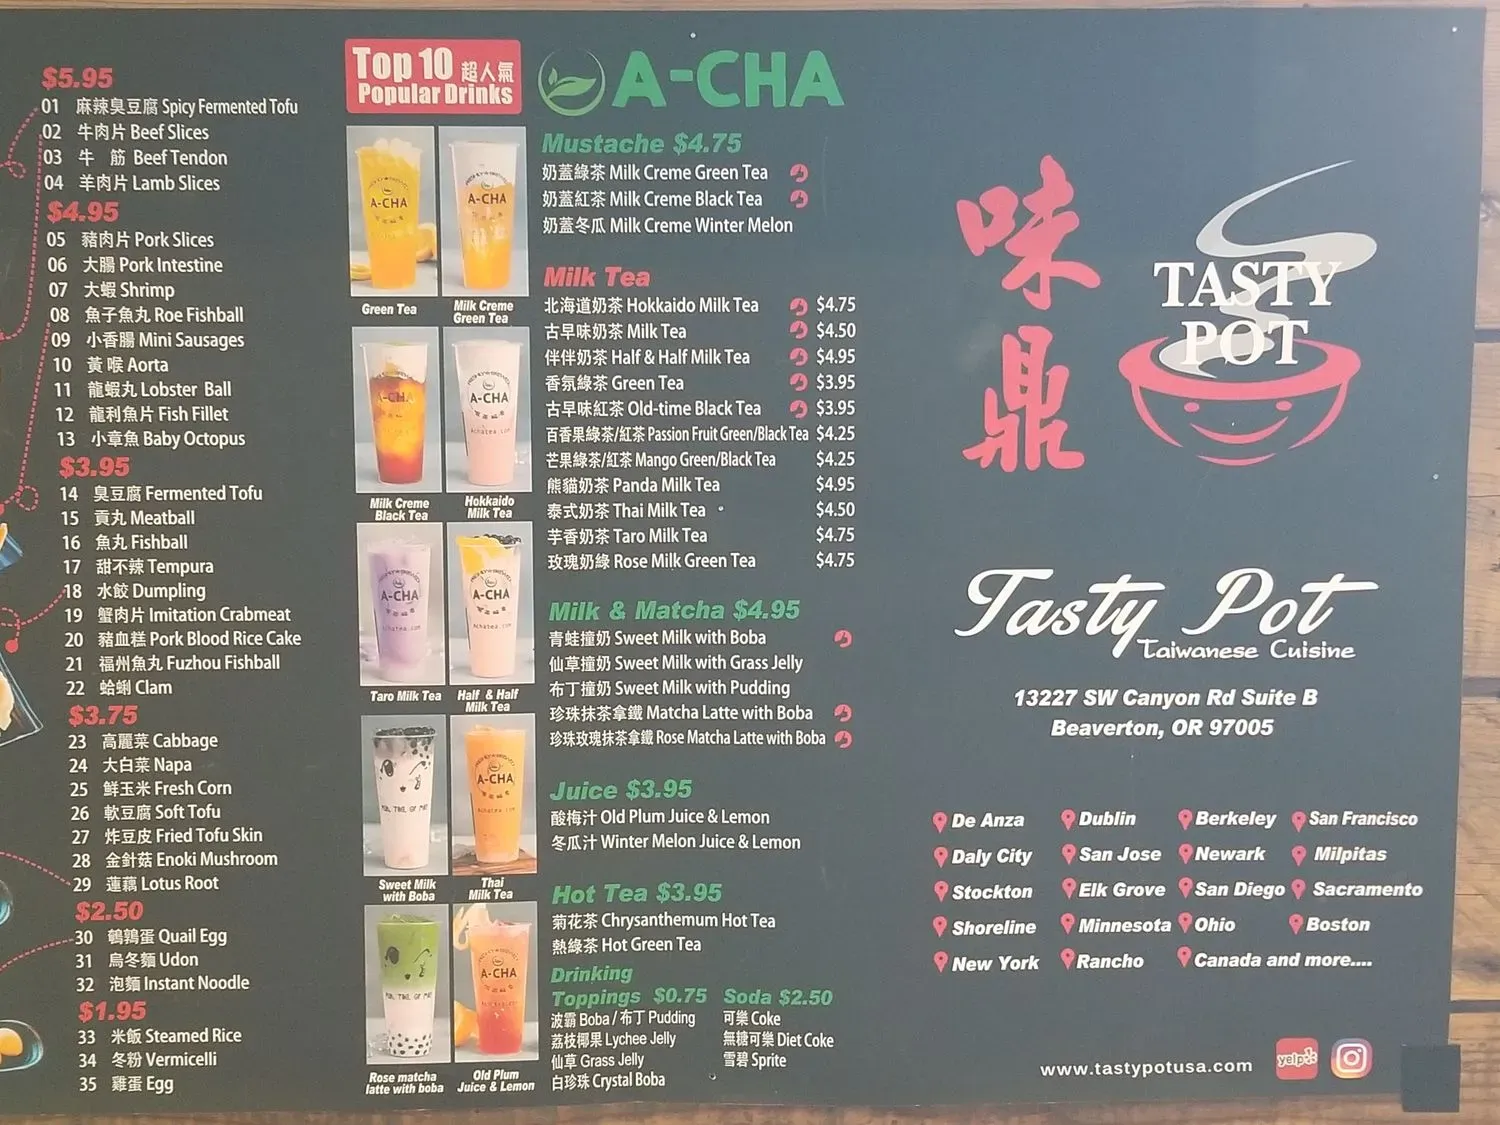 $5.95
01 麻辣臭豆腐 Spicy Fermented Tofu
02 牛肉片 Beef Slices
03 牛 筋 Beef Tendon
04 羊肉片 Lamb Slices
$4.95
05 豬肉片 Pork Slices
06 大腸 Pork Intestine
07 大蝦 Shrimp
08 魚子魚丸 Roe Fishball
09 小香腸 Mini Sausages
10 黃 喉 Aorta
11 龍蝦丸 Lobster Ball
12 龍利魚片 Fish Fillet
13 小章魚 Baby Octopus
$3.95
14 臭豆腐 Fermented Tofu
15 貢丸 Meatball
16 魚丸 Fishball
17 甜不辣 Tempura
18 水餃 Dumpling
19 蟹肉片 Imitation Crabmeat
20 豬血糕 Pork Blood Rice Cake
21 福州魚丸 Fuzhou Fishball
22 蛤蜊 Clam
$3.75
23 高麗菜 Cabbage
24 大白菜 Napa
25 鮮玉米 Fresh Corn
26 軟豆腐 Soft Tofu
27 炸豆皮 Fried Tofu Skin
28 金針菇 Enoki Mushroom
29 蓮藕 Lotus Root
$2.50
30 鵪鶉蛋 Quail Egg
31 烏冬麵 Udon
32 泡麵 Instant Noodle
$1.95
33 米飯 Steamed Rice
34 冬粉 Vermicelli
35 雞蛋 Egg
Top 10 超人氣
Popular Drinks
A-CHA
A-CHA
Green Tea
Milk Creme
Green Tea
A-CHA
A-CHA
Achatea.com
Milk Creme
Black Tea
Hokkaido
Milk Tea
A-CHA
Achatea.com
A-CHA
Achatea.com
Taro Milk Tea
Half & Half
Milk Tea
A-CHA
Achatea.com
Sweet Milk
with Boba
Thai
Milk Tea
A-CHA
Rose matcha
latte with boba
Old Plum
Juice & Lemon
A-CHA
Mustache $4.75
奶蓋綠茶 Milk Creme Green Tea
奶蓋紅茶 Milk Creme Black Tea
奶蓋冬瓜 Milk Creme Winter Melon
Milk Tea
北海道奶茶 Hokkaido Milk Tea $4.75
古早味奶茶 Milk Tea $4.50
伴伴奶茶 Half & Half Milk Tea $4.95
香氛綠茶 Green Tea $3.95
古早味紅茶 Old-time Black Tea $3.95
百香果綠茶/紅茶 Passion Fruit Green/Black Tea $4.25
芒果綠茶/紅茶 Mango Green/Black Tea $4.25
熊貓奶茶 Panda Milk Tea $4.95
泰式奶茶 Thai Milk Tea $4.50
芋香奶茶 Taro Milk Tea $4.75
玫瑰奶綠 Rose Milk Green Tea $4.75
Milk & Matcha $4.95
青蛙撞奶 Sweet Milk with Boba
仙草撞奶 Sweet Milk with Grass Jelly
布丁撞奶 Sweet Milk with Pudding
珍珠抹茶拿鐵 Matcha Latte with Boba
珍珠玫瑰抹茶拿鐵 Rose Matcha Latte with Boba
Juice $3.95
酸梅汁 Old Plum Juice & Lemon
冬瓜汁 Winter Melon Juice & Lemon
Hot Tea $3.95
菊花茶 Chrysanthemum Hot Tea
熱綠茶 Hot Green Tea
Drinking
Toppings $0.75
波霸 Boba / 布丁 Pudding
荔枝椰果 Lychee Jelly
仙草 Grass Jelly
白珍珠 Crystal Boba
Soda $2.50
可樂 Coke
無糖可樂 Diet Coke
雪碧 Sprite
味鼎
TASTY
POT
Tasty Pot
Taiwanese Cuisine
13227 SW Canyon Rd Suite B
Beaverton, OR 97005
De Anza Dublin Berkeley San Francisco
Daly City San Jose Newark Milpitas
Stockton Elk Grove San Diego Sacramento
Shoreline Minnesota Ohio Boston
New York Rancho Canada and more....
www.tastypotusa.com
yelp